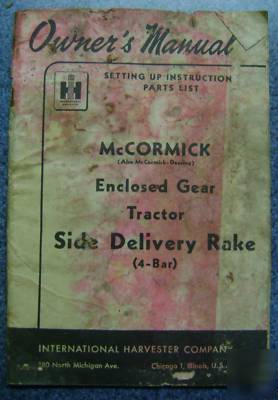 Owner's Manual
SETTING UP INSTRUCTION
PARTS LIST
IH
McCORMICK
(Also McCormick-Deering)
Enclosed Gear
Tractor
Side Delivery Rake
(4-Bar)
INTERNATIONAL HARVESTER COMPANY
180 North Michigan Ave. Chicago 1, Illinois, U.S.